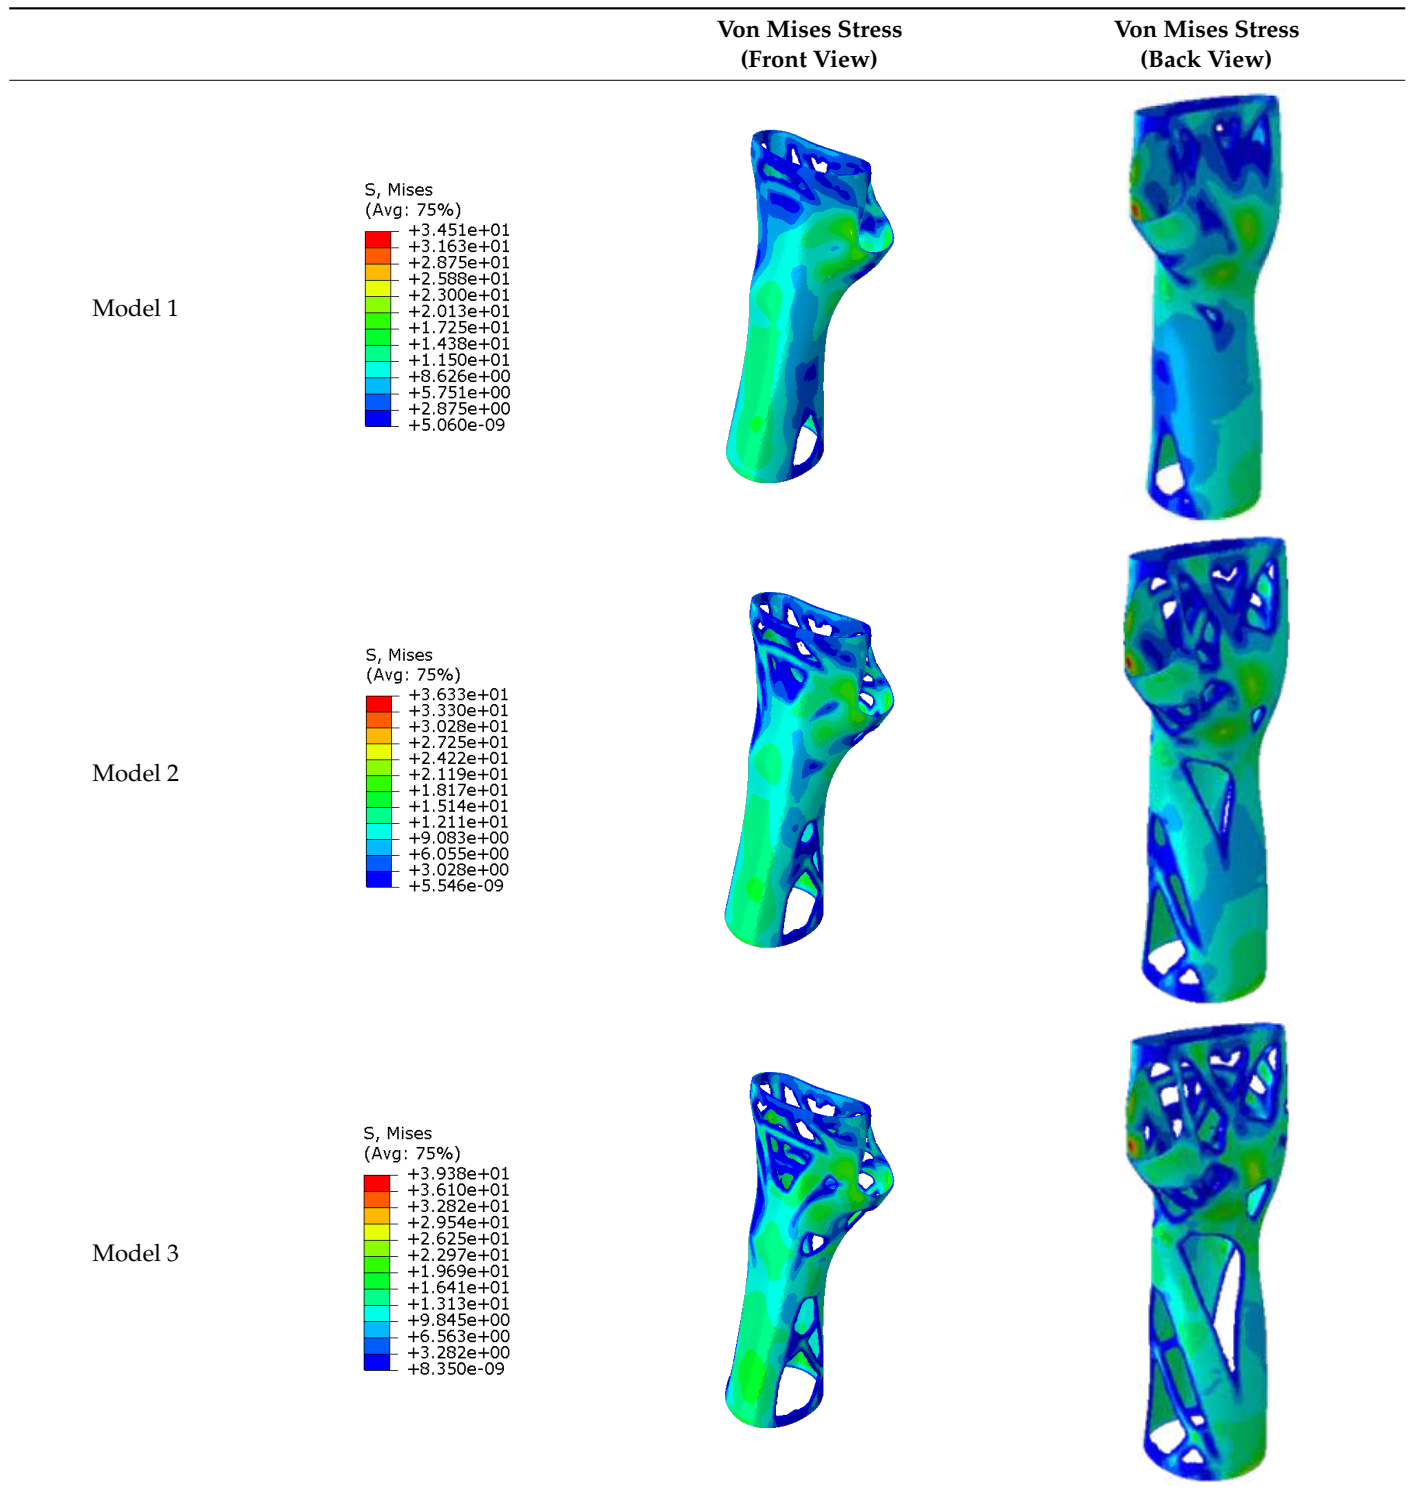 Von Mises Stress
(Front View)
Von Mises Stress
(Back View)
Model 1
S, Mises
(Avg: 75%)
+3.451e+01
+3.163e+01
+2.875e+01
+2.588e+01
+2.300e+01
+2.013e+01
+1.725e+01
+1.438e+01
+1.150e+01
+8.626e+00
+5.751e+00
+2.875e+00
+5.060e-09
Model 2
S, Mises
(Avg: 75%)
+3.633e+01
+3.330e+01
+3.028e+01
+2.725e+01
+2.422e+01
+2.119e+01
+1.817e+01
+1.514e+01
+1.211e+01
+9.083e+00
+6.055e+00
+3.028e+00
+5.546e-09
Model 3
S, Mises
(Avg: 75%)
+3.938e+01
+3.610e+01
+3.282e+01
+2.954e+01
+2.625e+01
+2.297e+01
+1.969e+01
+1.641e+01
+1.313e+01
+9.845e+00
+6.563e+00
+3.282e+00
+8.350e-09